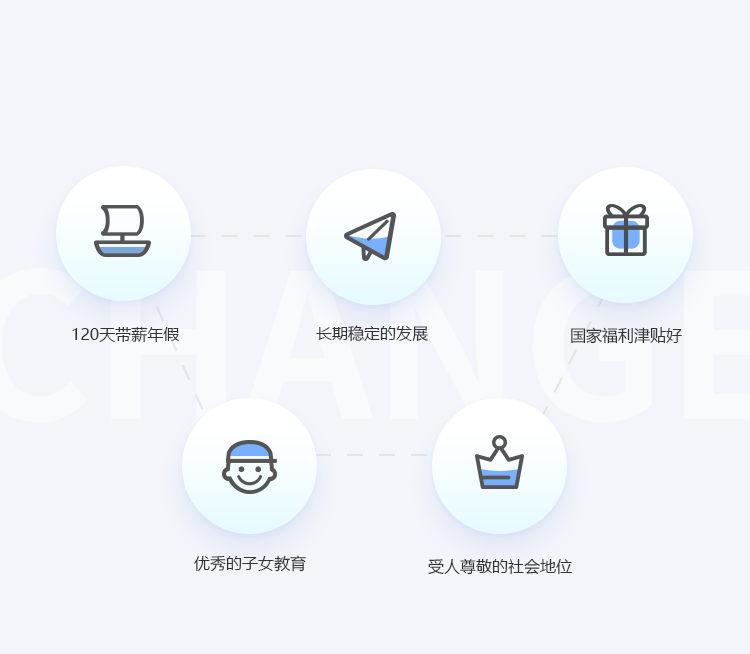 CHANGE
120天带薪年假
长期稳定的发展
国家福利津贴好
优秀的子女教育
受人尊敬的社会地位